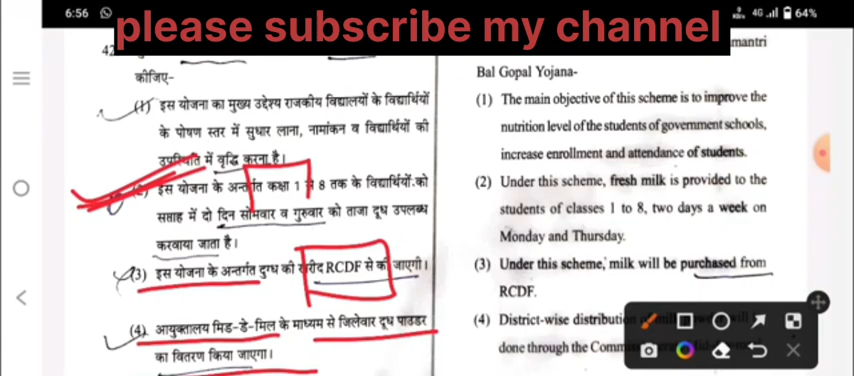 6:56
4G
64%
please subscribe my channel
42
कीजिए-
(1) इस योजना का मुख्य उद्देश्य राजकीय विद्यालयों के विद्यार्थियों
के पोषण स्तर में सुधार लाना, नामांकन व विद्यार्थियों की
उपस्थिति में वृद्धि करना है।
(2) इस योजना के अन्तर्गत कक्षा 1 से 8 तक के विद्यार्थियों को
सप्ताह में दो दिन सोमवार व गुरुवार को ताजा दूध उपलब्ध
करवाया जाता है।
(3) इस योजना के अन्तर्गत दुग्ध की खरीद RCDF से की जाएगी।
(4) आयुक्तालय मिड-डे-मिल के माध्यम से जिलेवार दूध पाउडर
का वितरण किया जाएगा।
mantri
Bal Gopal Yojana-
(1) The main objective of this scheme is to improve the
nutrition level of the students of government schools,
increase enrollment and attendance of students.
(2) Under this scheme, fresh milk is provided to the
students of classes 1 to 8, two days a week on
Monday and Thursday.
(3) Under this scheme, milk will be purchased from
RCDF.
(4) District-wise distribution
done through the